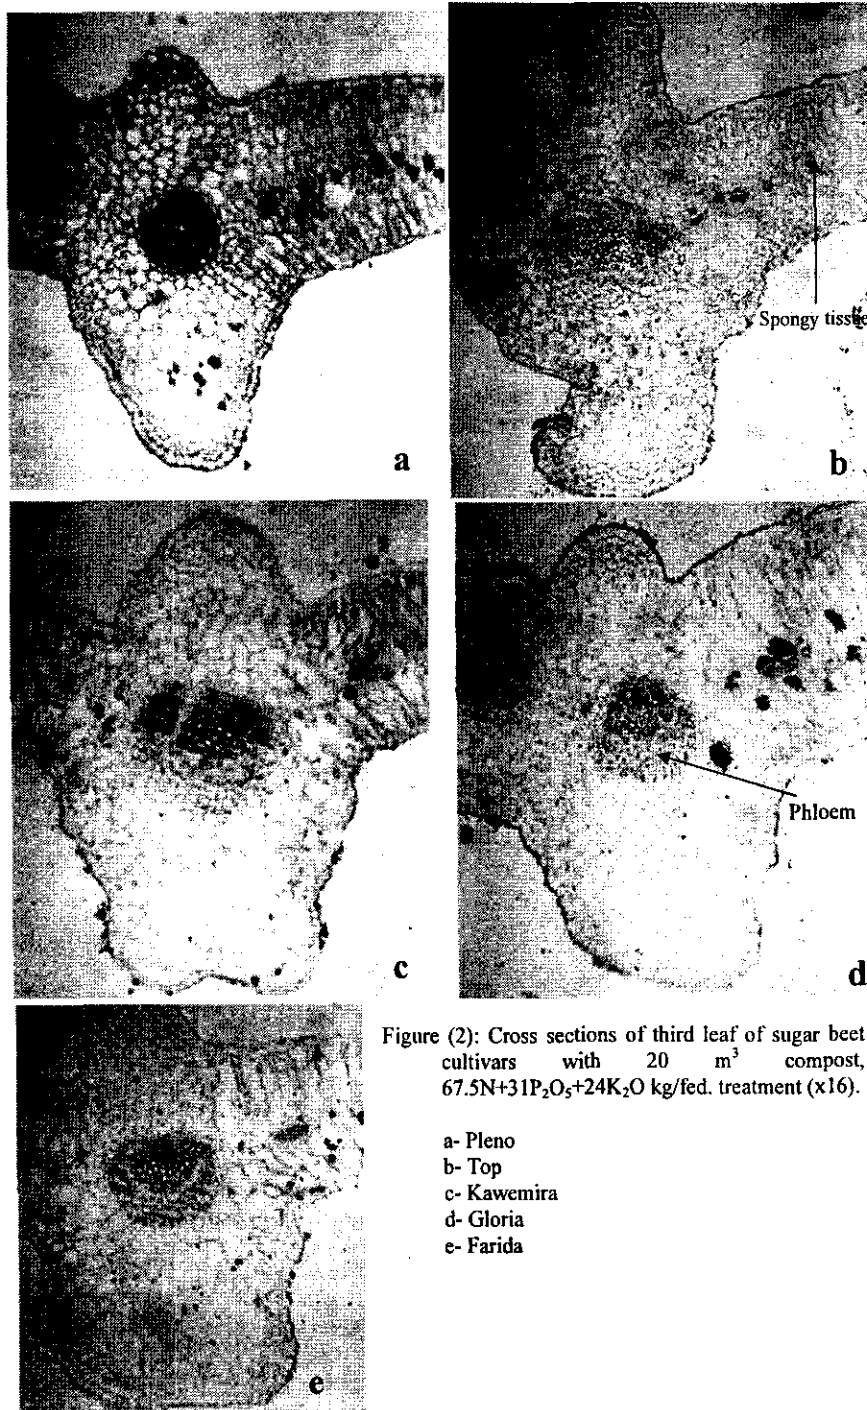 a
Spongy tissue
b
c
Phloem
d
e
Figure (2): Cross sections of third leaf of sugar beet
cultivars with 20 m³ compost,
67.5N+31P₂O₅+24K₂O kg/fed. treatment (x16).
a- Pleno
b- Top
c- Kawemira
d- Gloria
e- Farida